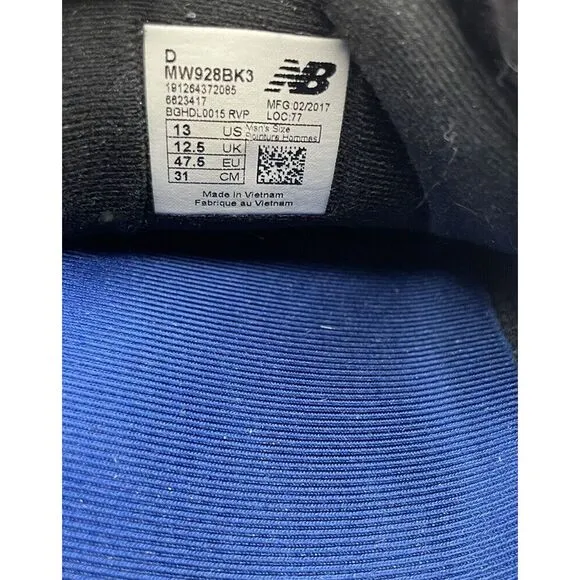 D
MW928BK3
191264372085
6623417
BGHDL0015 RVP
NB
MFG:02/2017
LOC:77
13 US Men's Size
Pointure Hommes
12.5 UK
47.5 EU
31 CM
Made in Vietnam
Fabrique au Vietnam